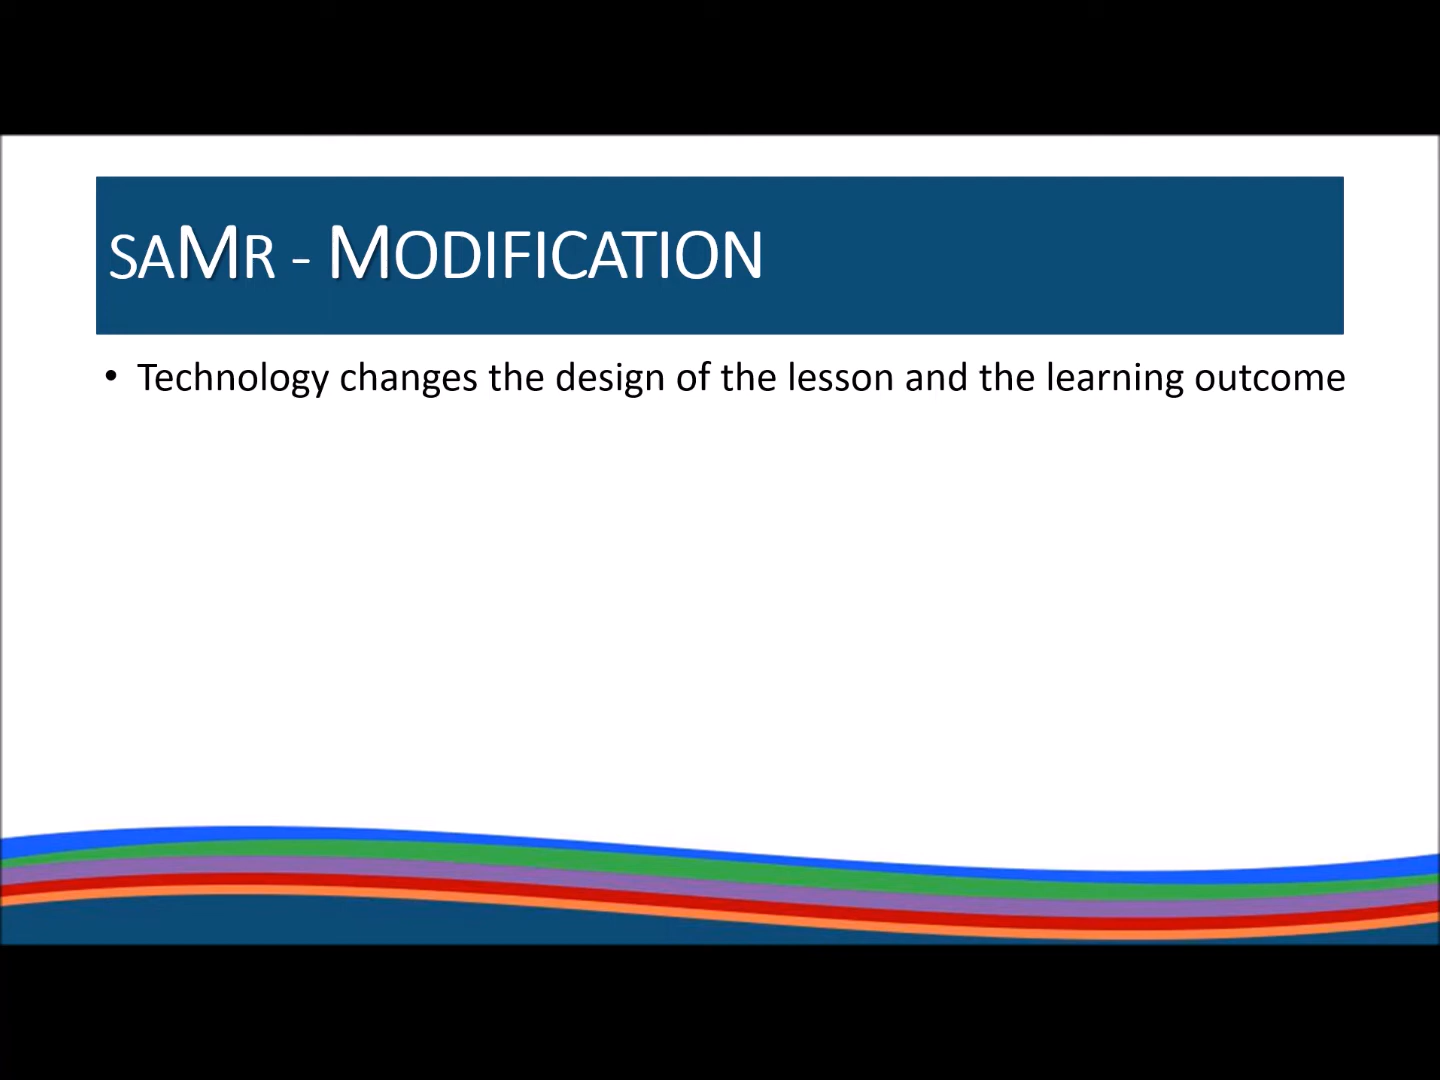 SAMR - MODIFICATION
• Technology changes the design of the lesson and the learning outcome